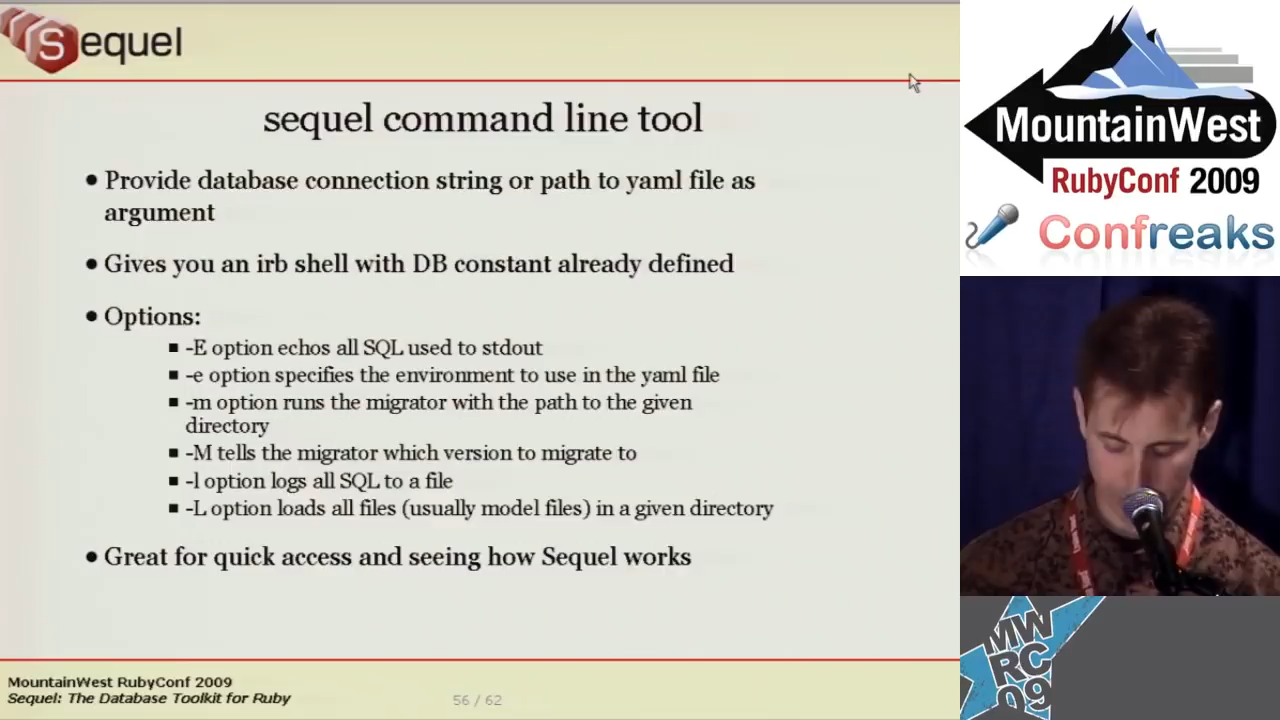 Sequel
sequel command line tool
• Provide database connection string or path to yaml file as
argument
• Gives you an irb shell with DB constant already defined
• Options:
▪ -E option echos all SQL used to stdout
▪ -e option specifies the environment to use in the yaml file
▪ -m option runs the migrator with the path to the given
directory
▪ -M tells the migrator which version to migrate to
▪ -l option logs all SQL to a file
▪ -L option loads all files (usually model files) in a given directory
• Great for quick access and seeing how Sequel works
MountainWest RubyConf 2009
Sequel: The Database Toolkit for Ruby
56 / 62
MountainWest
RubyConf 2009
Confreaks
MW
RC
09